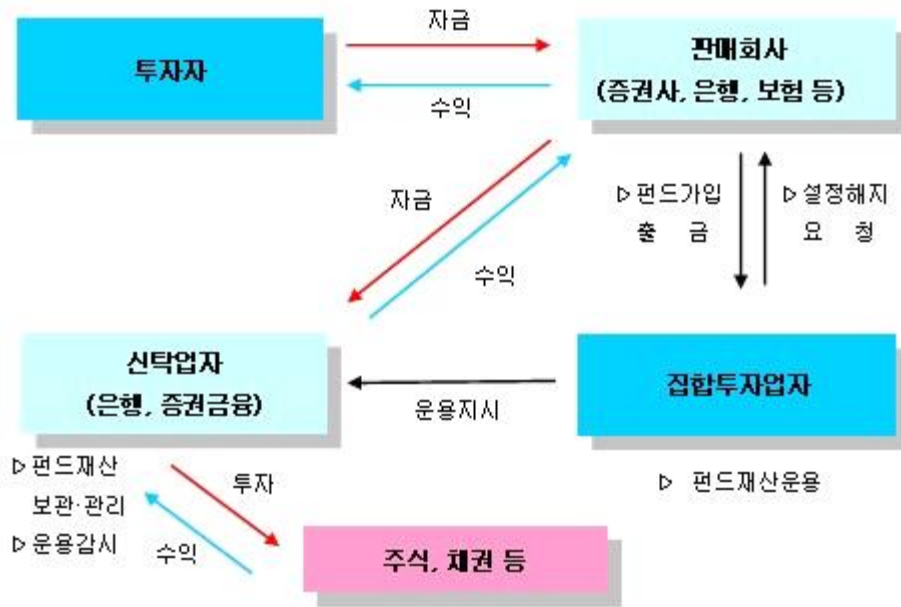 자금
투자자
판매회사
(증권사, 은행, 보험 등)
수익
자금
▷펀드가입
출 금
▷설정해지
요 청
수익
신탁업자
(은행, 증권금융)
운용지시
집합투자업자
▷펀드재산
보관·관리
▷운용감시
투자
▷ 펀드재산운용
수익
주식, 채권 등